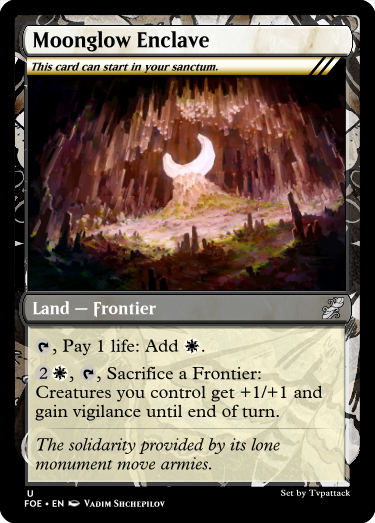 Moonglow Enclave
This card can start in your sanctum.
Land — Frontier
, Pay 1 life: Add .
2 , , Sacrifice a Frontier:
Creatures you control get +1/+1 and
gain vigilance until end of turn.
The solidarity provided by its lone
monument move armies.
U
FOE • EN Vadim Shchepilov
Set by Tvpattack